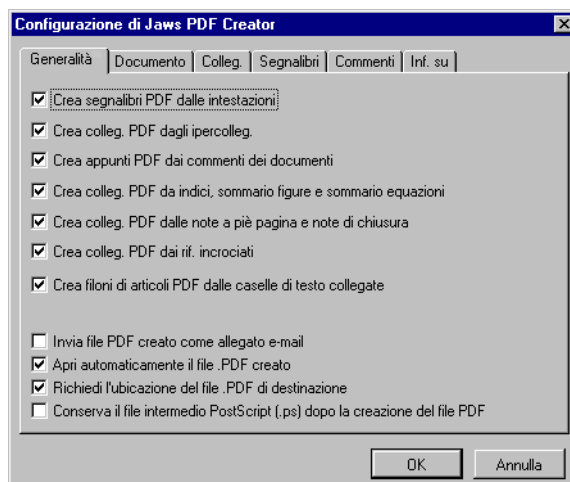 Configurazione di Jaws PDF Creator
Generalità Documento Colleg. Segnalibri Commenti Inf. su
Crea segnalibri PDF dalle intestazioni
Crea colleg. PDF dagli ipercolleg.
Crea appunti PDF dai commenti dei documenti
Crea colleg. PDF da indici, sommario figure e sommario equazioni
Crea colleg. PDF dalle note a piè pagina e note di chiusura
Crea colleg. PDF dai rif. incrociati
Crea filoni di articoli PDF dalle caselle di testo collegate
Invia file PDF creato come allegato e-mail
Apri automaticamente il file .PDF creato
Richiedi l'ubicazione del file .PDF di destinazione
Conserva il file intermedio PostScript (.ps) dopo la creazione del file PDF
OK Annulla